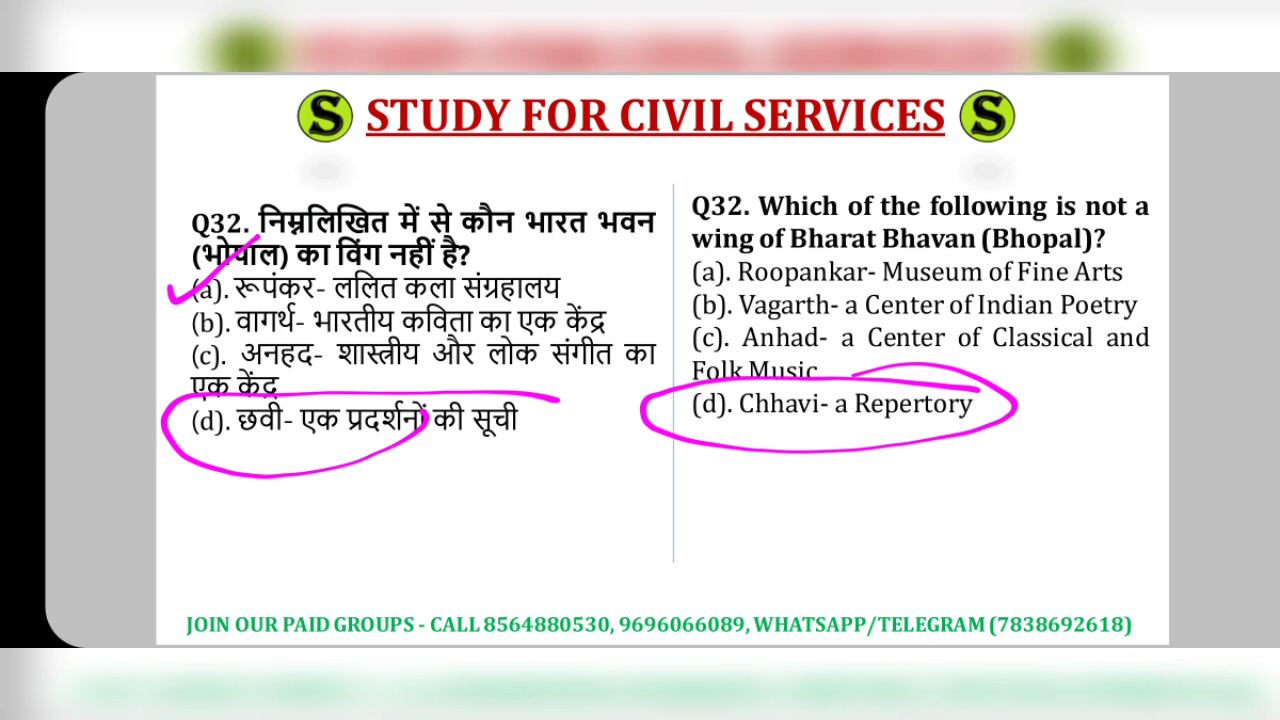 S STUDY FOR CIVIL SERVICES S
Q32. निम्नलिखित में से कौन भारत भवन
(भोपाल) का विंग नहीं है?
(a). रूपंकर- ललित कला संग्रहालय
(b). वागर्थ- भारतीय कविता का एक केंद्र
(c). अनहद- शास्त्रीय और लोक संगीत का
एक केंद्र
(d). छवी- एक प्रदर्शनों की सूची
Q32. Which of the following is not a
wing of Bharat Bhavan (Bhopal)?
(a). Roopankar- Museum of Fine Arts
(b). Vagarth- a Center of Indian Poetry
(c). Anhad- a Center of Classical and
Folk Music
(d). Chhavi- a Repertory
JOIN OUR PAID GROUPS - CALL 8564880530, 9696066089, WHATSAPP/TELEGRAM (7838692618)